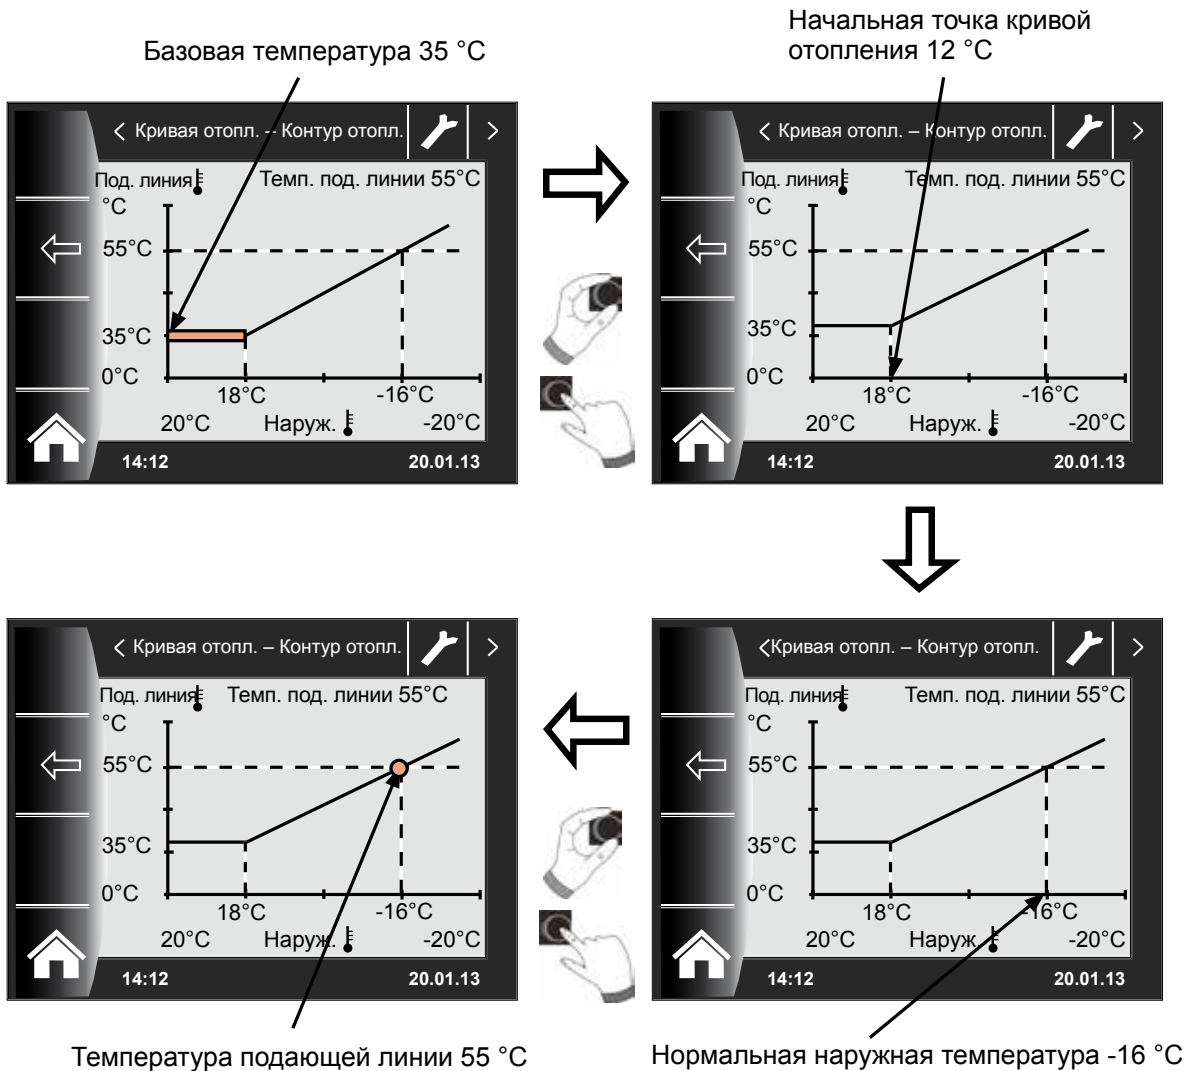 Базовая температура 35 °C
Начальная точка кривой
отопления 12 °C
< Кривая отопл. – Контур отопл. >
Под. линия Темп. под. линии 55°C
°C
55°C
35°C
0°C
18°C -16°C
20°C Наруж. -20°C
14:12 20.01.13
< Кривая отопл. – Контур отопл. >
Под. линия Темп. под. линии 55°C
°C
55°C
35°C
0°C
18°C -16°C
20°C Наруж. -20°C
14:12 20.01.13
< Кривая отопл. – Контур отопл. >
Под. линия Темп. под. линии 55°C
°C
55°C
35°C
0°C
18°C -16°C
20°C Наруж. -20°C
14:12 20.01.13
<Кривая отопл. – Контур отопл. >
Под. линия Темп. под. линии 55°C
°C
55°C
35°C
0°C
18°C -16°C
20°C Наруж. -20°C
14:12 20.01.13
Температура подающей линии 55 °C
Нормальная наружная температура -16 °C